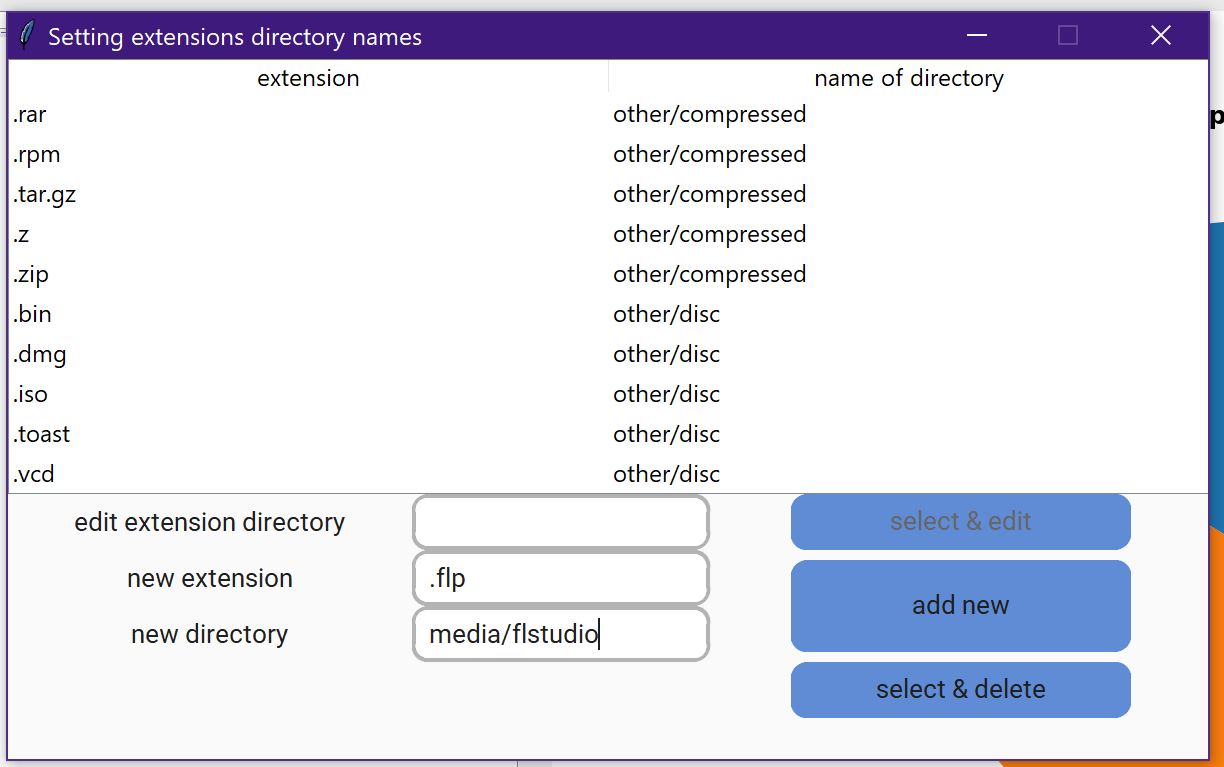 Setting extensions directory names
extension name of directory
.rar other/compressed
.rpm other/compressed
.tar.gz other/compressed
.z other/compressed
.zip other/compressed
.bin other/disc
.dmg other/disc
.iso other/disc
.toast other/disc
.vcd other/disc
edit extension directory select & edit
new extension .flp add new
new directory media/flstudio
select & delete